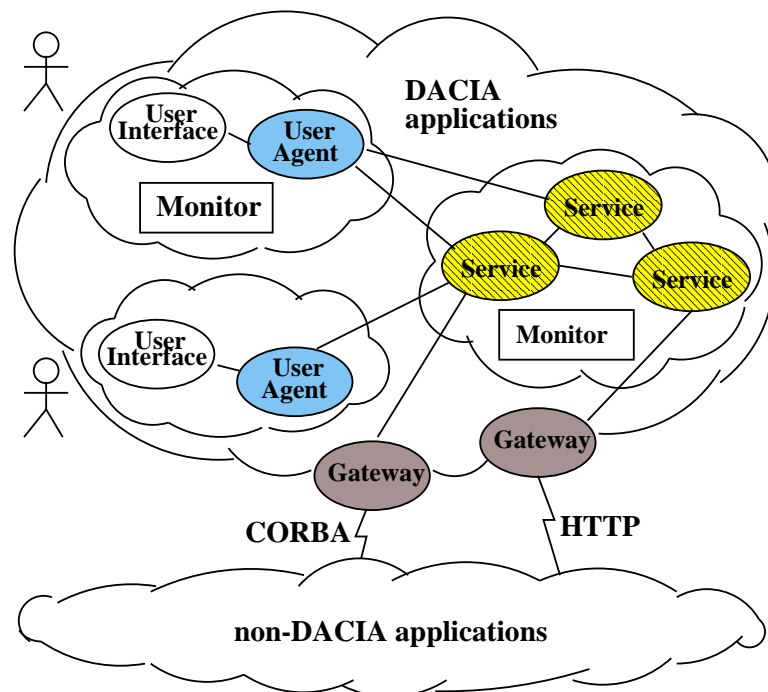 DACIA
applications
User
Interface
User
Agent
Monitor
Service
Service
Service
Monitor
User
Interface
User
Agent
Gateway
Gateway
CORBA
HTTP
non-DACIA applications